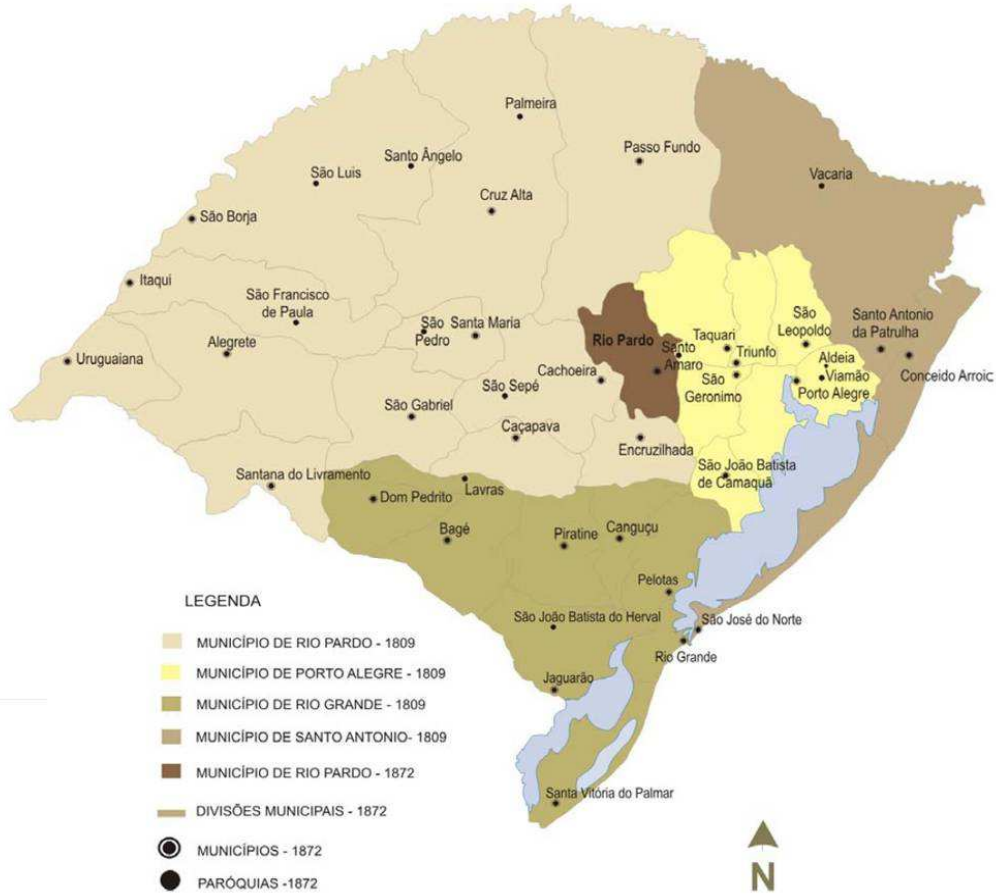 Palmeira
Santo Ângelo
Passo Fundo
São Luis
Vacaria
Cruz Alta
São Borja
Itaqui
São Francisco
de Paula
São
Pedro
Santa Maria
Rio Pardo
Santo
Amaro
Taquari
Triunfo
São
Leopoldo
Santo Antonio
da Patrulha
Uruguaiana
Alegrete
Cachoeira
São
Geronimo
Aldeia
Viamão
Porto Alegre
Conceido Arroic
São Sepé
São Gabriel
Caçapava
Encruzilhada
São João Batista
de Camaquã
Santana do Livramento
Lavras
Dom Pedrito
Bagé
Piratine
Canguçu
Pelotas
São João Batista do Herval
São José do Norte
Rio Grande
Jaguarão
Santa Vitória do Palmar
LEGENDA
MUNICÍPIO DE RIO PARDO - 1809
MUNICÍPIO DE PORTO ALEGRE - 1809
MUNICÍPIO DE RIO GRANDE - 1809
MUNICÍPIO DE SANTO ANTONIO- 1809
MUNICÍPIO DE RIO PARDO - 1872
DIVISÕES MUNICIPAIS - 1872
MUNICÍPIOS - 1872
PARÓQUIAS -1872
N